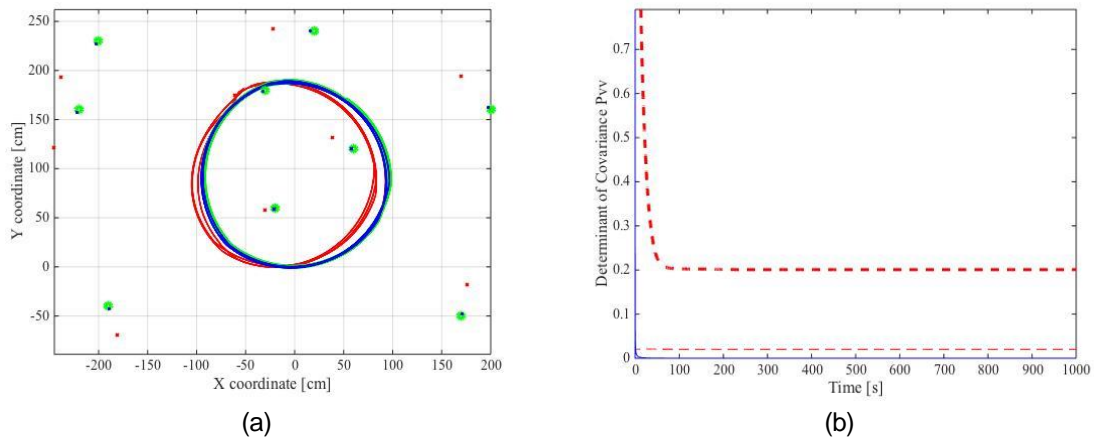 250
200
150
100
50
0
-50
Y coordinate [cm]
-200 -150 -100 -50 0 50 100 150 200
X coordinate [cm]
(a)
0.7
0.6
0.5
0.4
0.3
0.2
0.1
0
Determinant of Covariance Pvv
0 100 200 300 400 500 600 700 800 900 1000
Time [s]
(b)